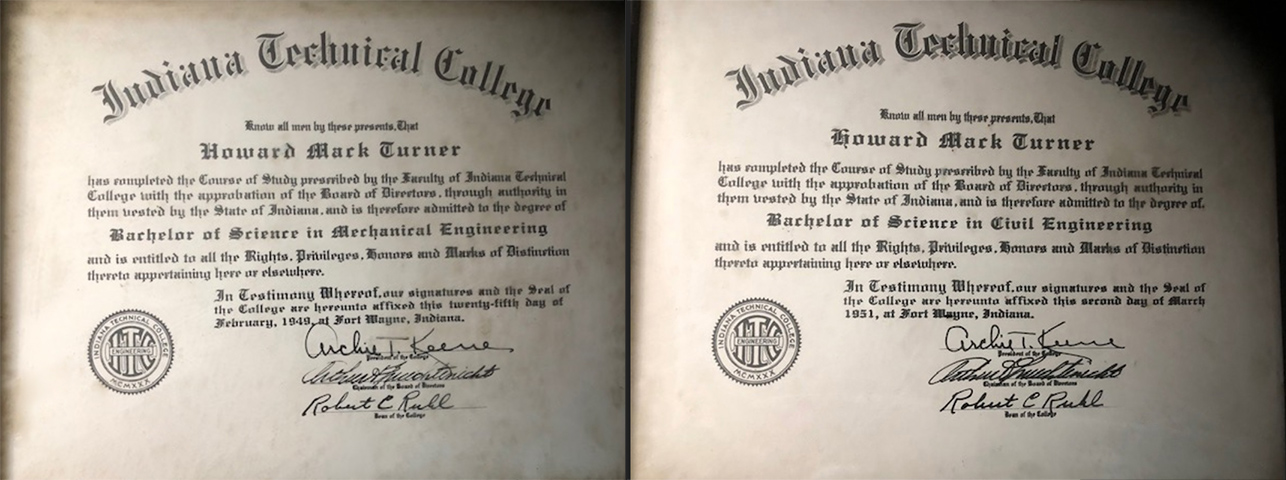 Indiana Technical College
Know all men by these presents, That
Howard Mack Turner
has completed the Course of Study prescribed by the Faculty of Indiana Technical
College with the approbation of the Board of Directors, through authority in
them vested by the State of Indiana, and is therefore admitted to the degree of
Bachelor of Science in Mechanical Engineering
and is entitled to all the Rights, Privileges, Honors and Marks of Distinction
thereto appertaining here or elsewhere.
In Testimony Whereof, our signatures and the Seal of
the College are hereunto affixed this twenty-fifth day of
February, 1949, at Fort Wayne, Indiana.
INDIANA TECHNICAL COLLEGE
ITC
ENGINEERING
MCMXXX
Archie T. Keene
President of the College
Chairman of the Board of Directors
Robert C Ruhl
Dean of the College
Indiana Technical College
Know all men by these presents, That
Howard Mack Turner
has completed the Course of Study prescribed by the Faculty of Indiana Technical
College with the approbation of the Board of Directors, through authority in
them vested by the State of Indiana, and is therefore admitted to the degree of,
Bachelor of Science in Civil Engineering
and is entitled to all the Rights, Privileges, Honors and Marks of Distinction
thereto appertaining here or elsewhere.
In Testimony Whereof, our signatures and the Seal of
the College are hereunto affixed this second day of March
1951, at Fort Wayne, Indiana.
INDIANA TECHNICAL COLLEGE
ITC
ENGINEERING
MCMXXX
Archie T. Keene
President of the College
Chairman of the Board of Directors
Robert C Ruhl
Dean of the College